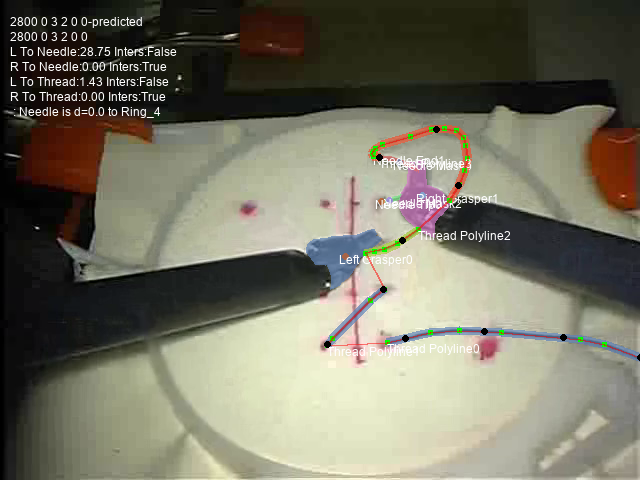 2800 0 3 2 0 0-predicted
2800 0 3 2 0 0
L To Needle:28.75 Inters:False
R To Needle:0.00 Inters:True
L To Thread:1.43 Inters:False
R To Thread:0.00 Inters:True
: Needle is d=0.0 to Ring_4
Right Grasper1
Thread Polyline2
Left Grasper0
Thread Polyline0